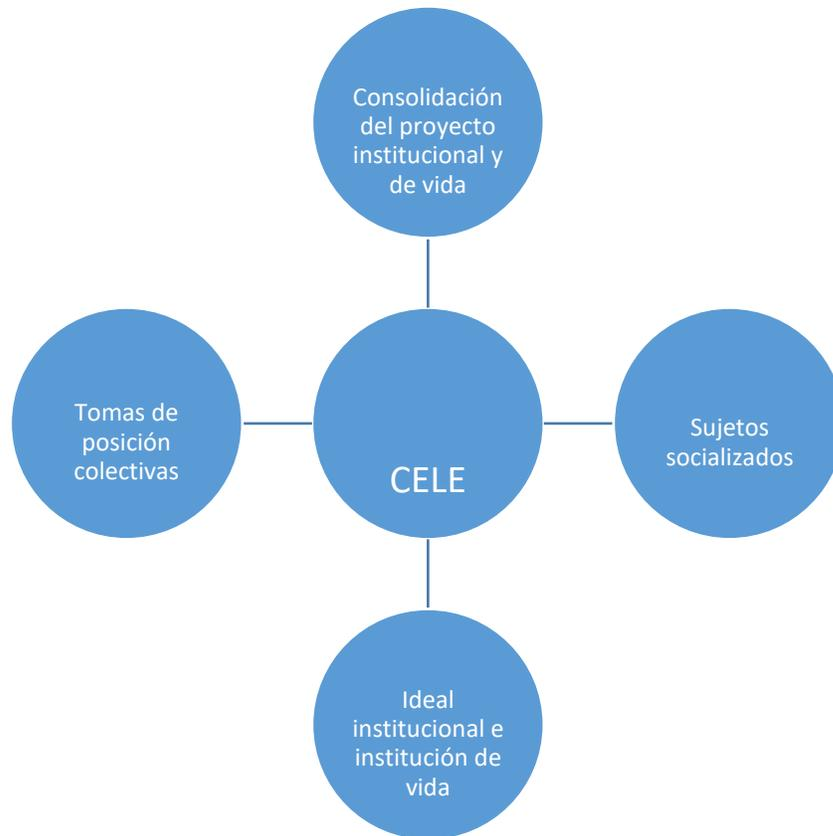 Consolidación
del proyecto
institucional y
de vida
Tomas de
posición
colectivas
CELE
Sujetos
socializados
Ideal
institucional e
institución de
vida